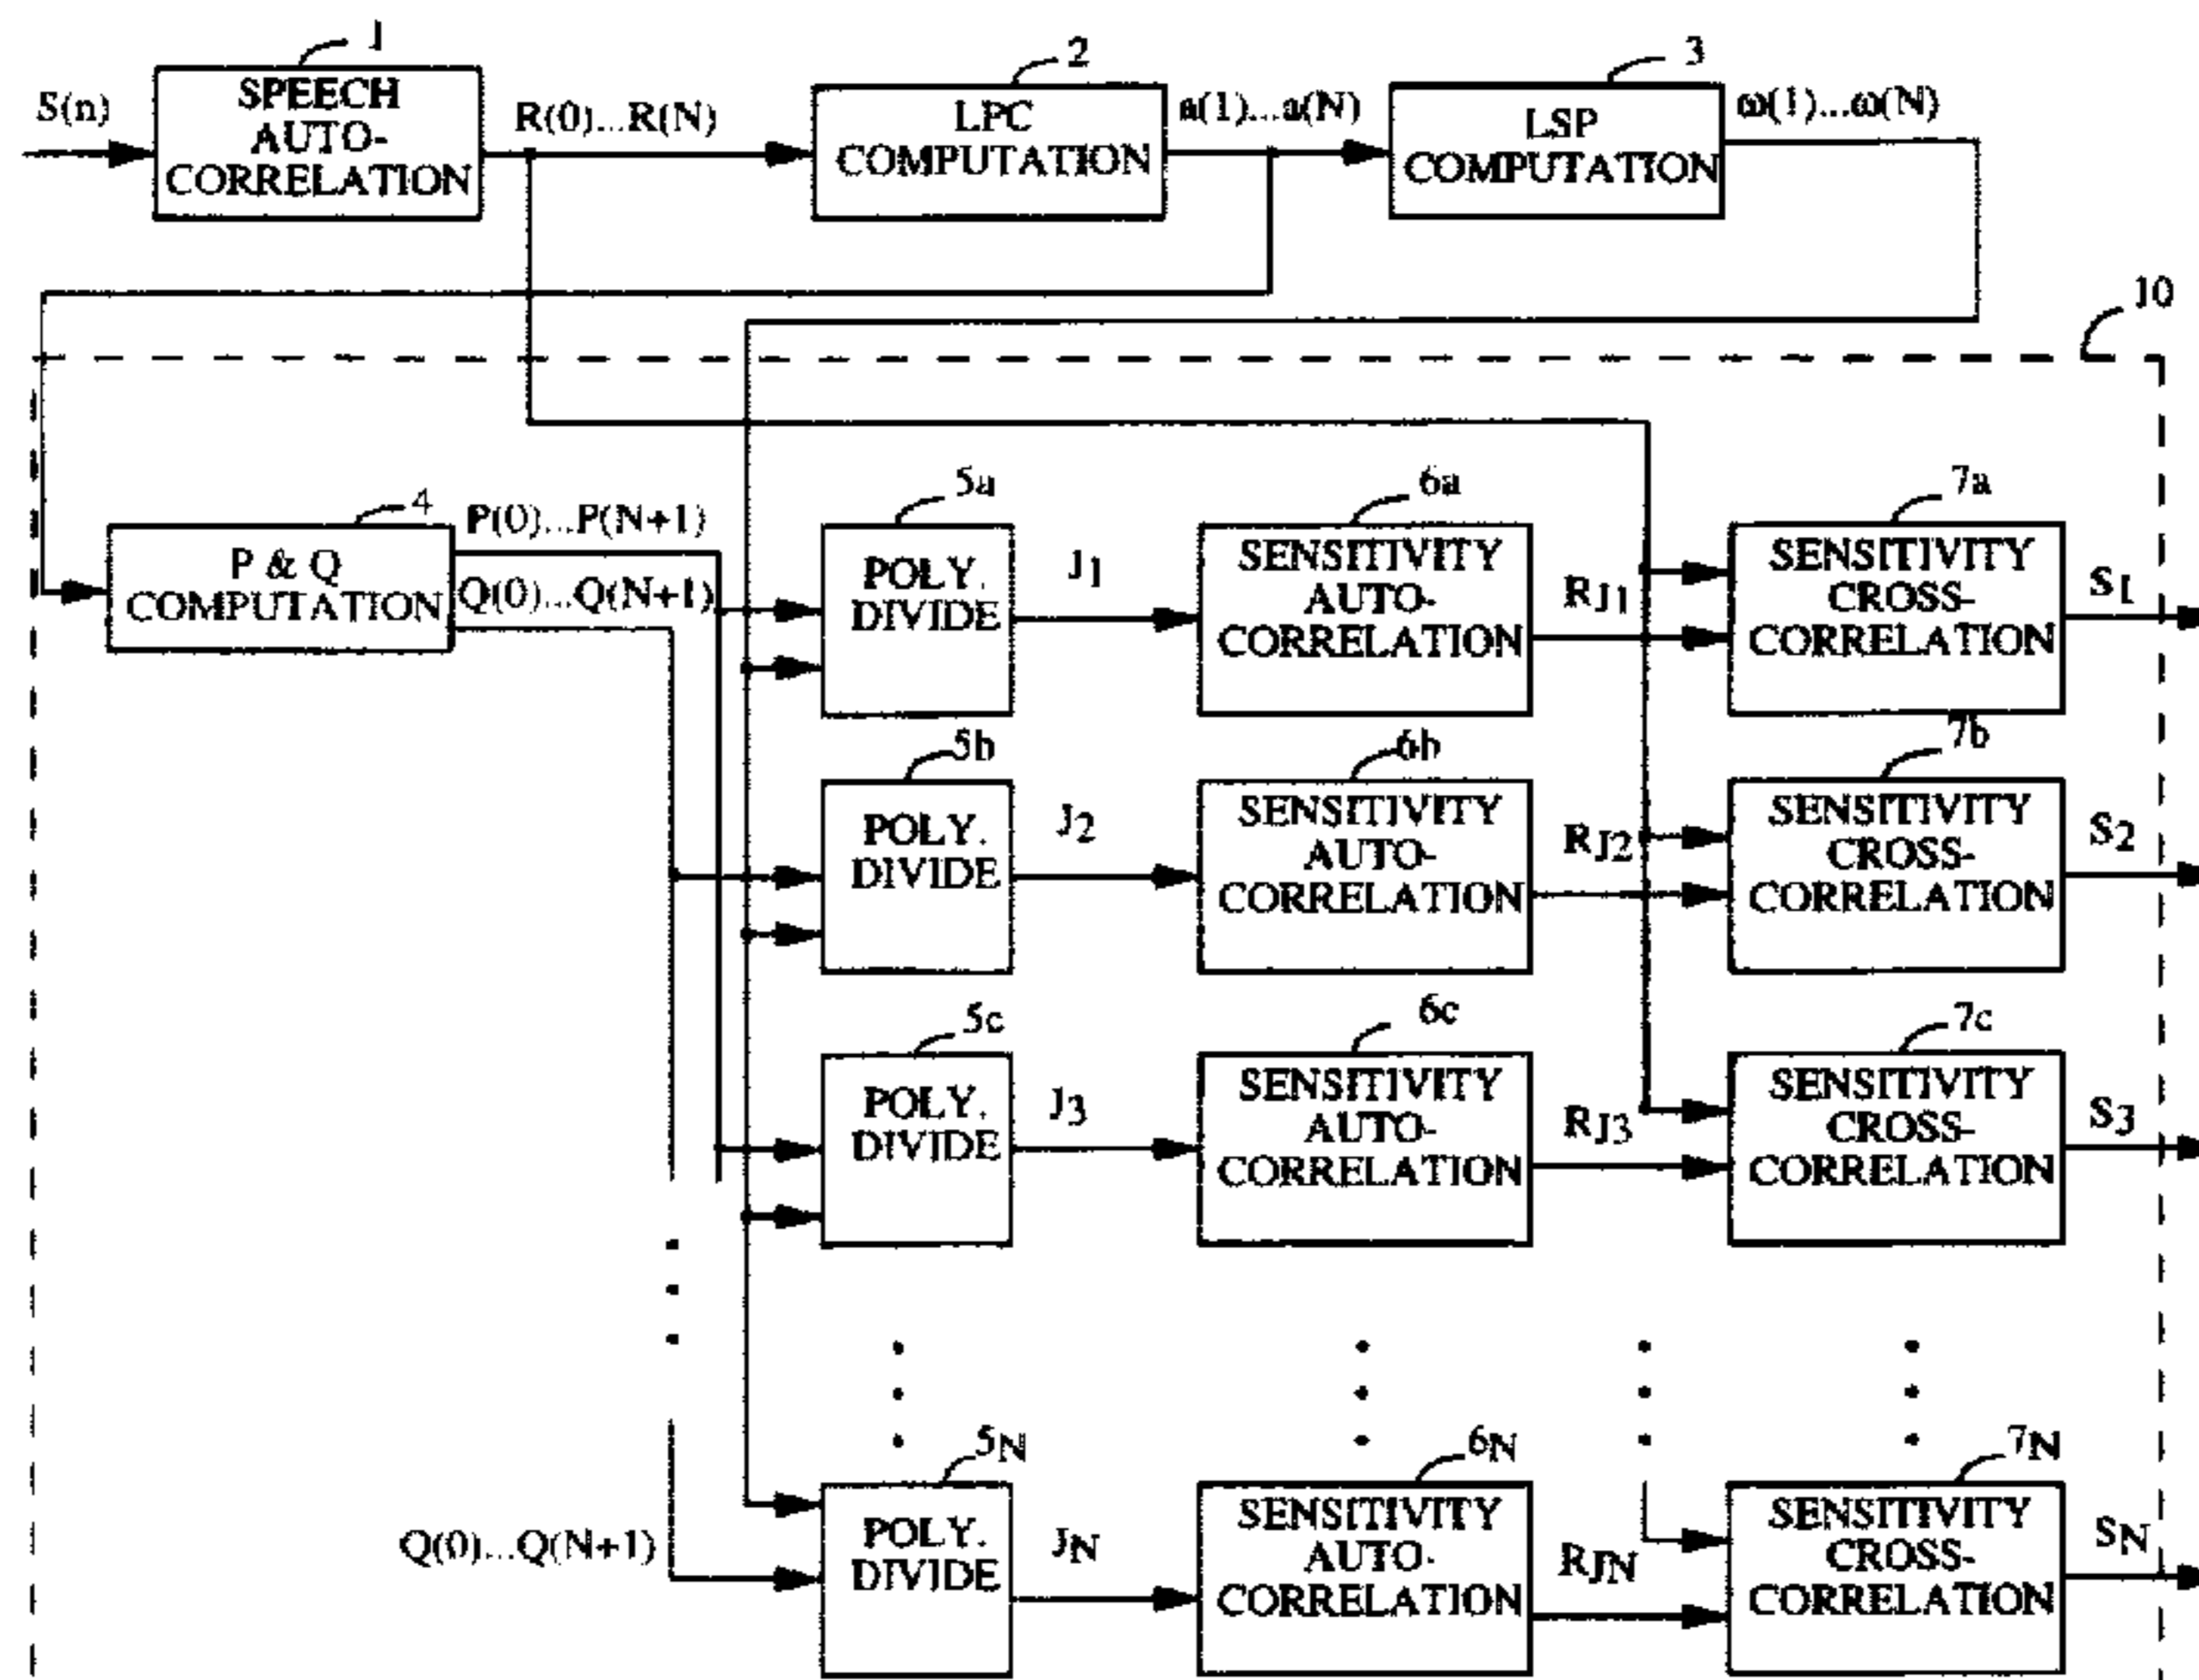 1
2
3
S(n)
SPEECH
AUTO-
CORRELATION
R(0)...R(N)
LPC
COMPUTATION
a(1)...a(N)
LSP
COMPUTATION
ω(1)...ω(N)
10
4
P & Q
COMPUTATION
P(0)...P(N+1)
Q(0)...Q(N+1)
5a
POLY.
DIVIDE
J1
6a
SENSITIVITY
AUTO-
CORRELATION
RJ1
7a
SENSITIVITY
CROSS-
CORRELATION
S1
5b
POLY.
DIVIDE
J2
6b
SENSITIVITY
AUTO-
CORRELATION
RJ2
7b
SENSITIVITY
CROSS-
CORRELATION
S2
5c
POLY.
DIVIDE
J3
6c
SENSITIVITY
AUTO-
CORRELATION
RJ3
7c
SENSITIVITY
CROSS-
CORRELATION
S3
Q(0)...Q(N+1)
5N
POLY.
DIVIDE
JN
6N
SENSITIVITY
AUTO-
CORRELATION
RJN
7N
SENSITIVITY
CROSS-
CORRELATION
SN